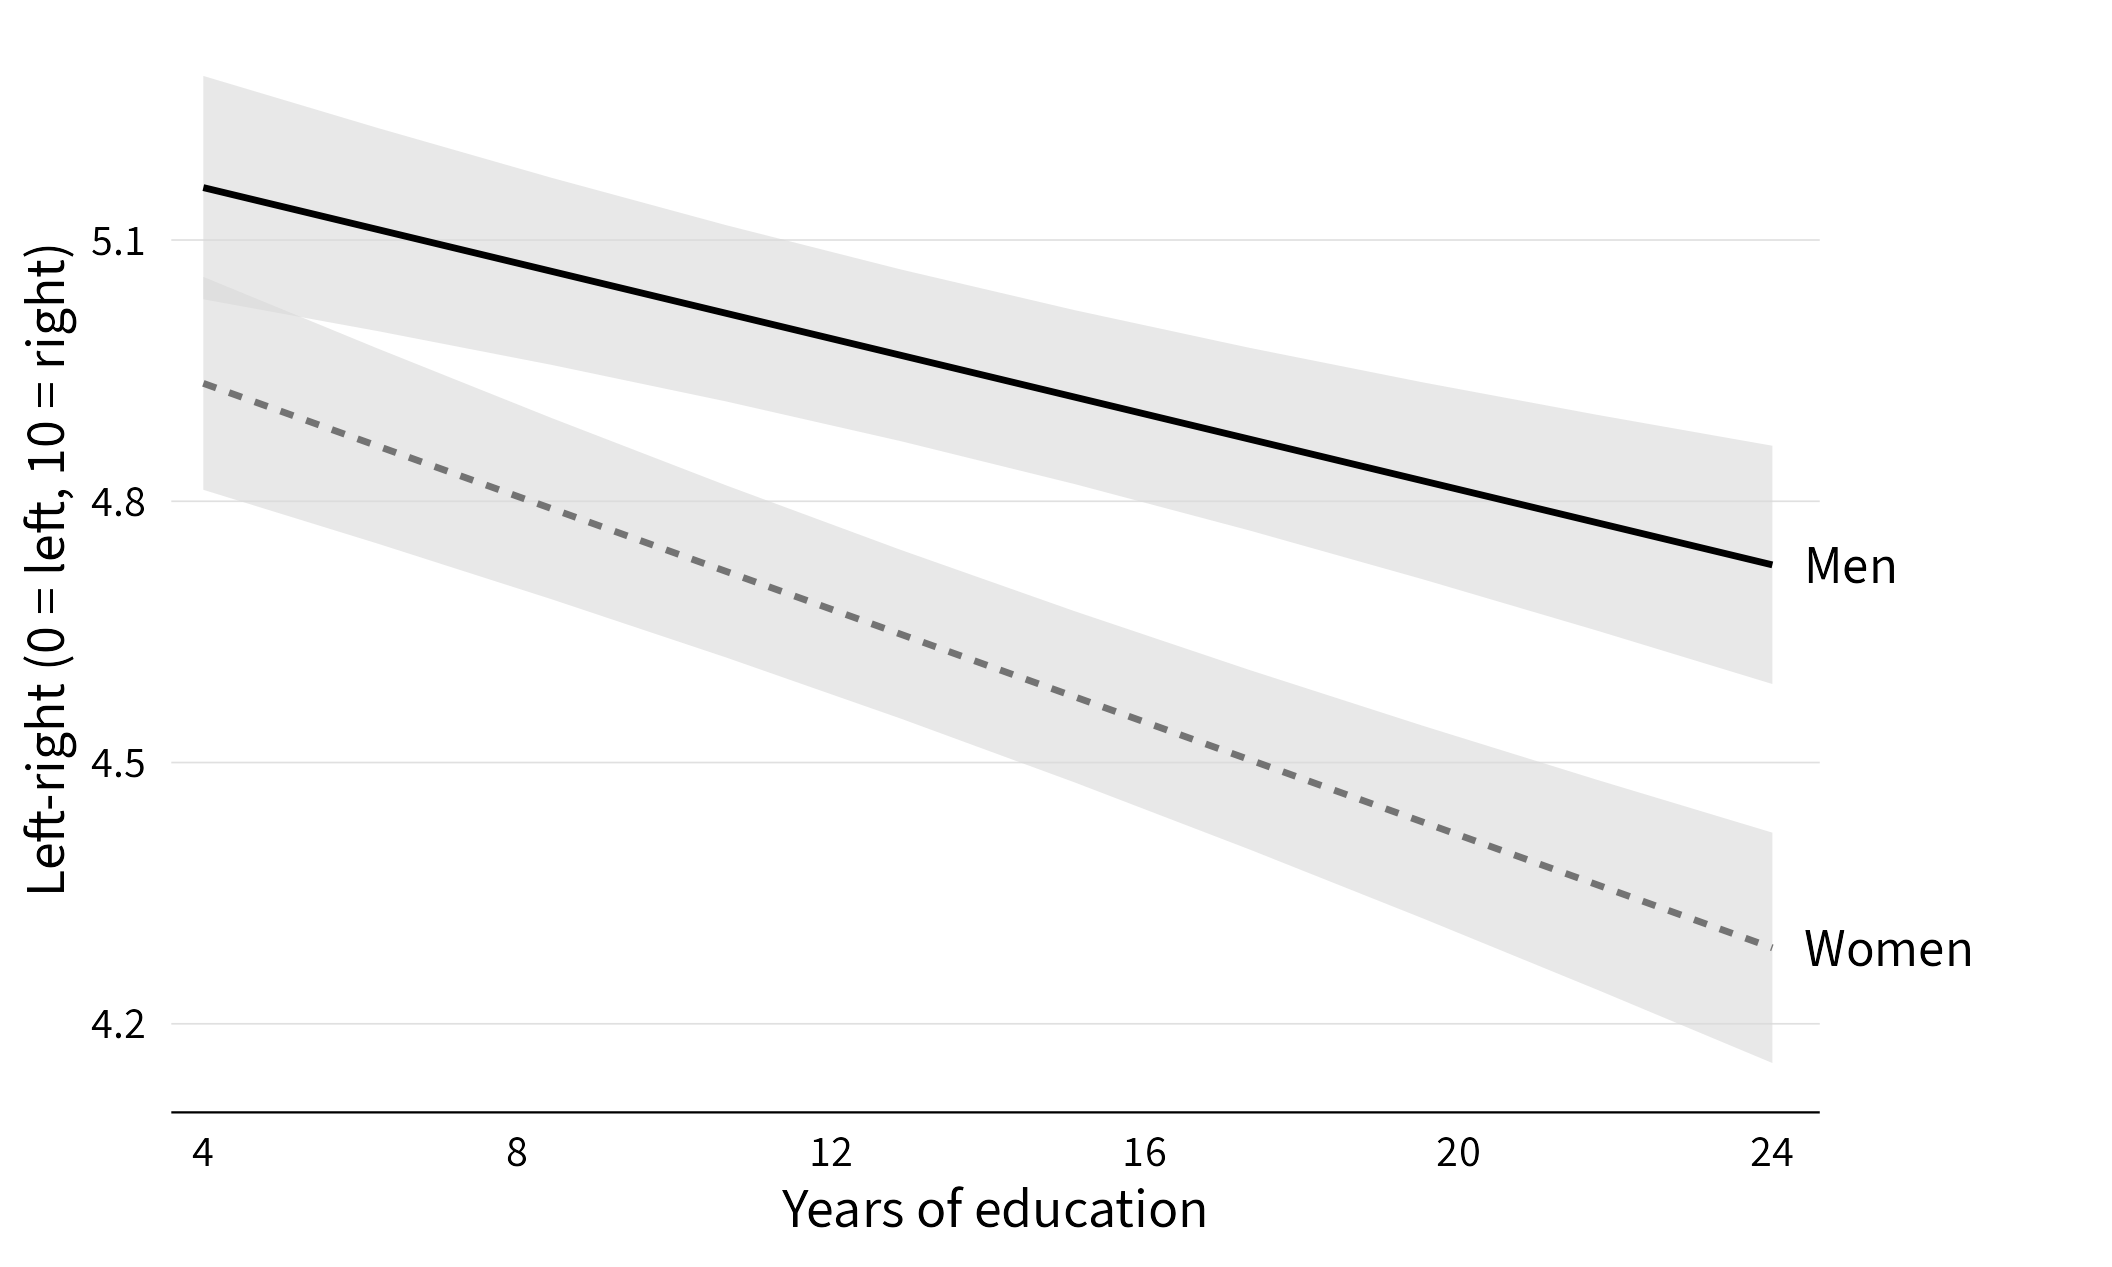 Left-right (0 = left, 10 = right)
5.1
4.8
4.5
4.2
Men
Women
4 8 12 16 20 24
Years of education